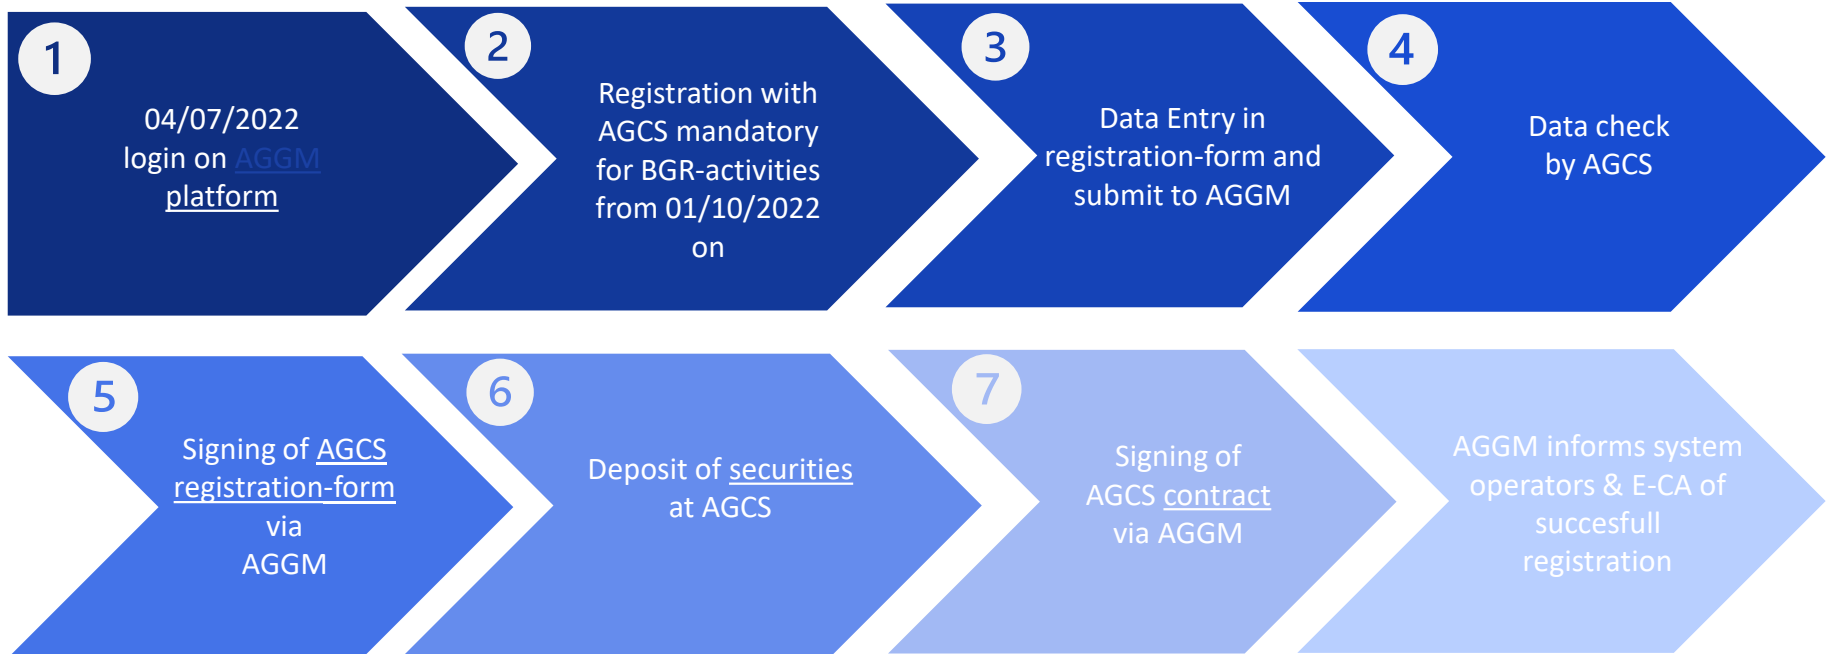 1
04/07/2022
login on AGGM
platform
2
Registration with
AGCS mandatory
for BGR-activities
from 01/10/2022
on
3
Data Entry in
registration-form and
submit to AGGM
4
Data check
by AGCS
5
Signing of AGCS
registration-form
via
AGGM
6
Deposit of securities
at AGCS
7
Signing of
AGCS contract
via AGGM
AGGM informs system
operators & E-CA of
succesfull
registration